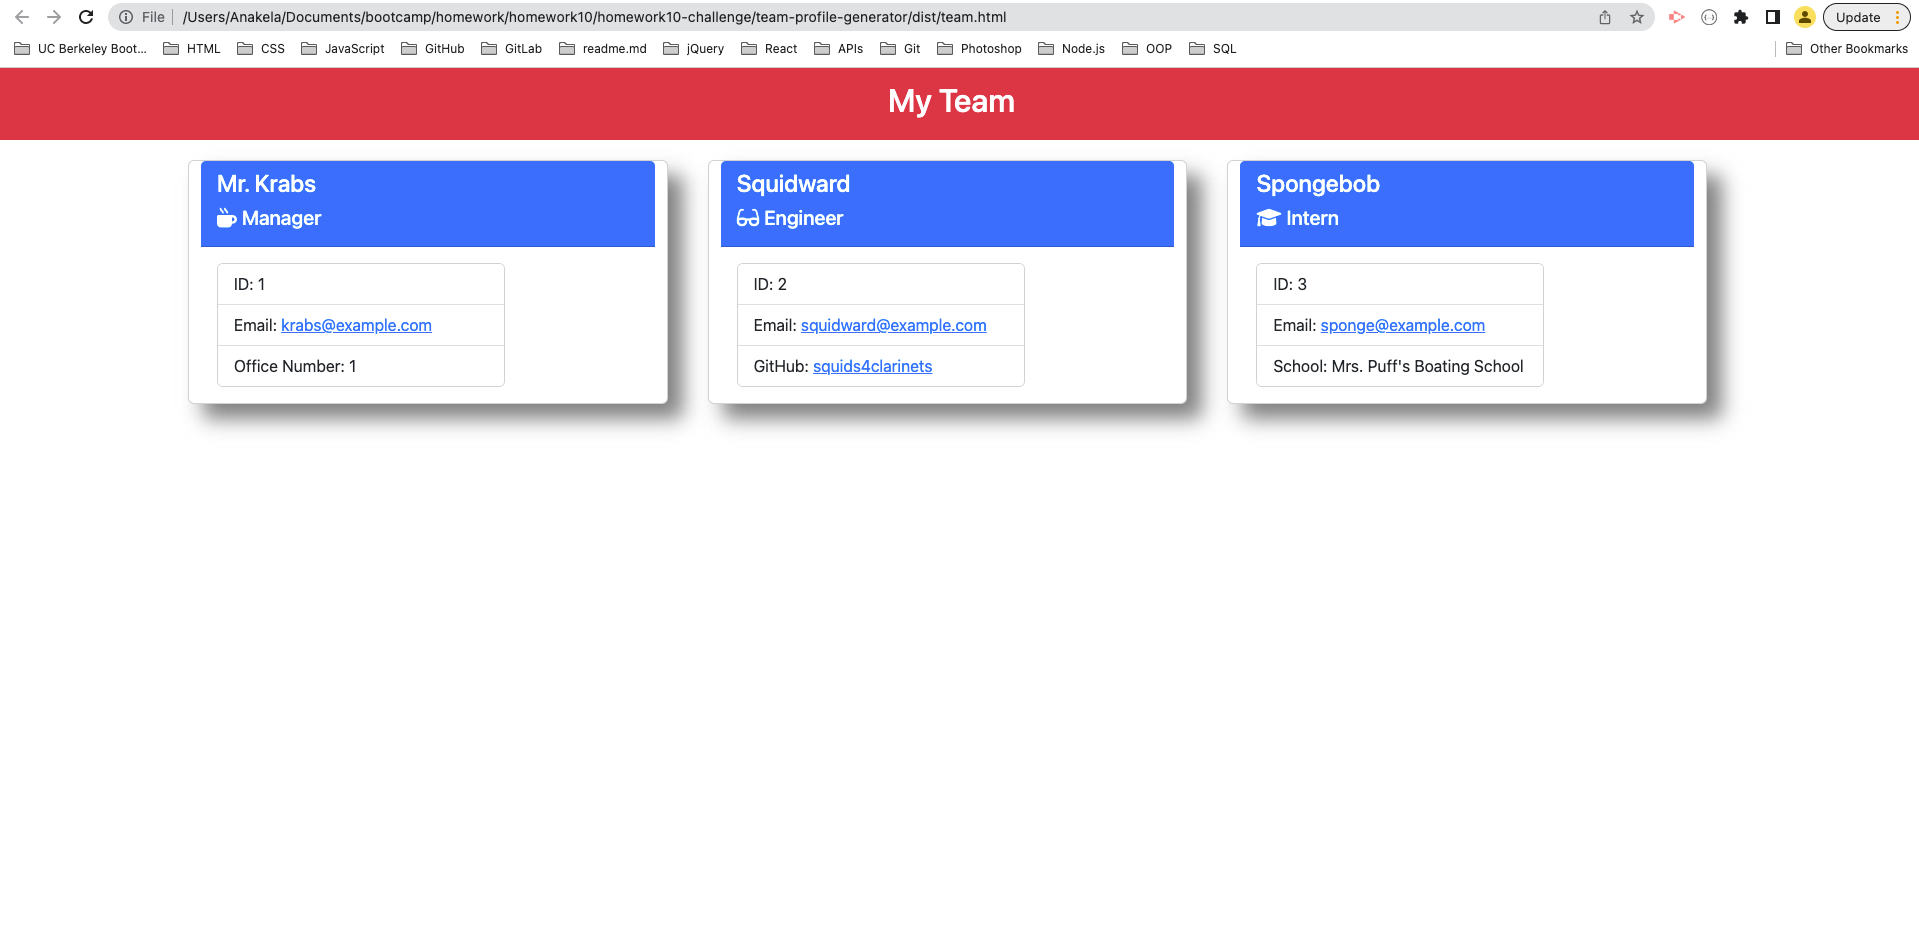 File /Users/Anakela/Documents/bootcamp/homework/homework10/homework10-challenge/team-profile-generator/dist/team.html Update
UC Berkeley Boot... HTML CSS JavaScript GitHub GitLab readme.md jQuery React APIs Git Photoshop Node.js OOP SQL Other Bookmarks
My Team
Mr. Krabs
Manager
ID: 1
Email: krabs@example.com
Office Number: 1
Squidward
Engineer
ID: 2
Email: squidward@example.com
GitHub: squids4clarinets
Spongebob
Intern
ID: 3
Email: sponge@example.com
School: Mrs. Puff's Boating School